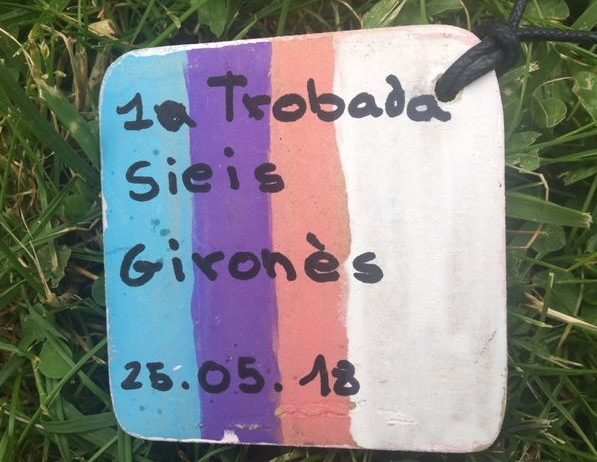 1a Trobada
Sieis
Gironès
25.05.18